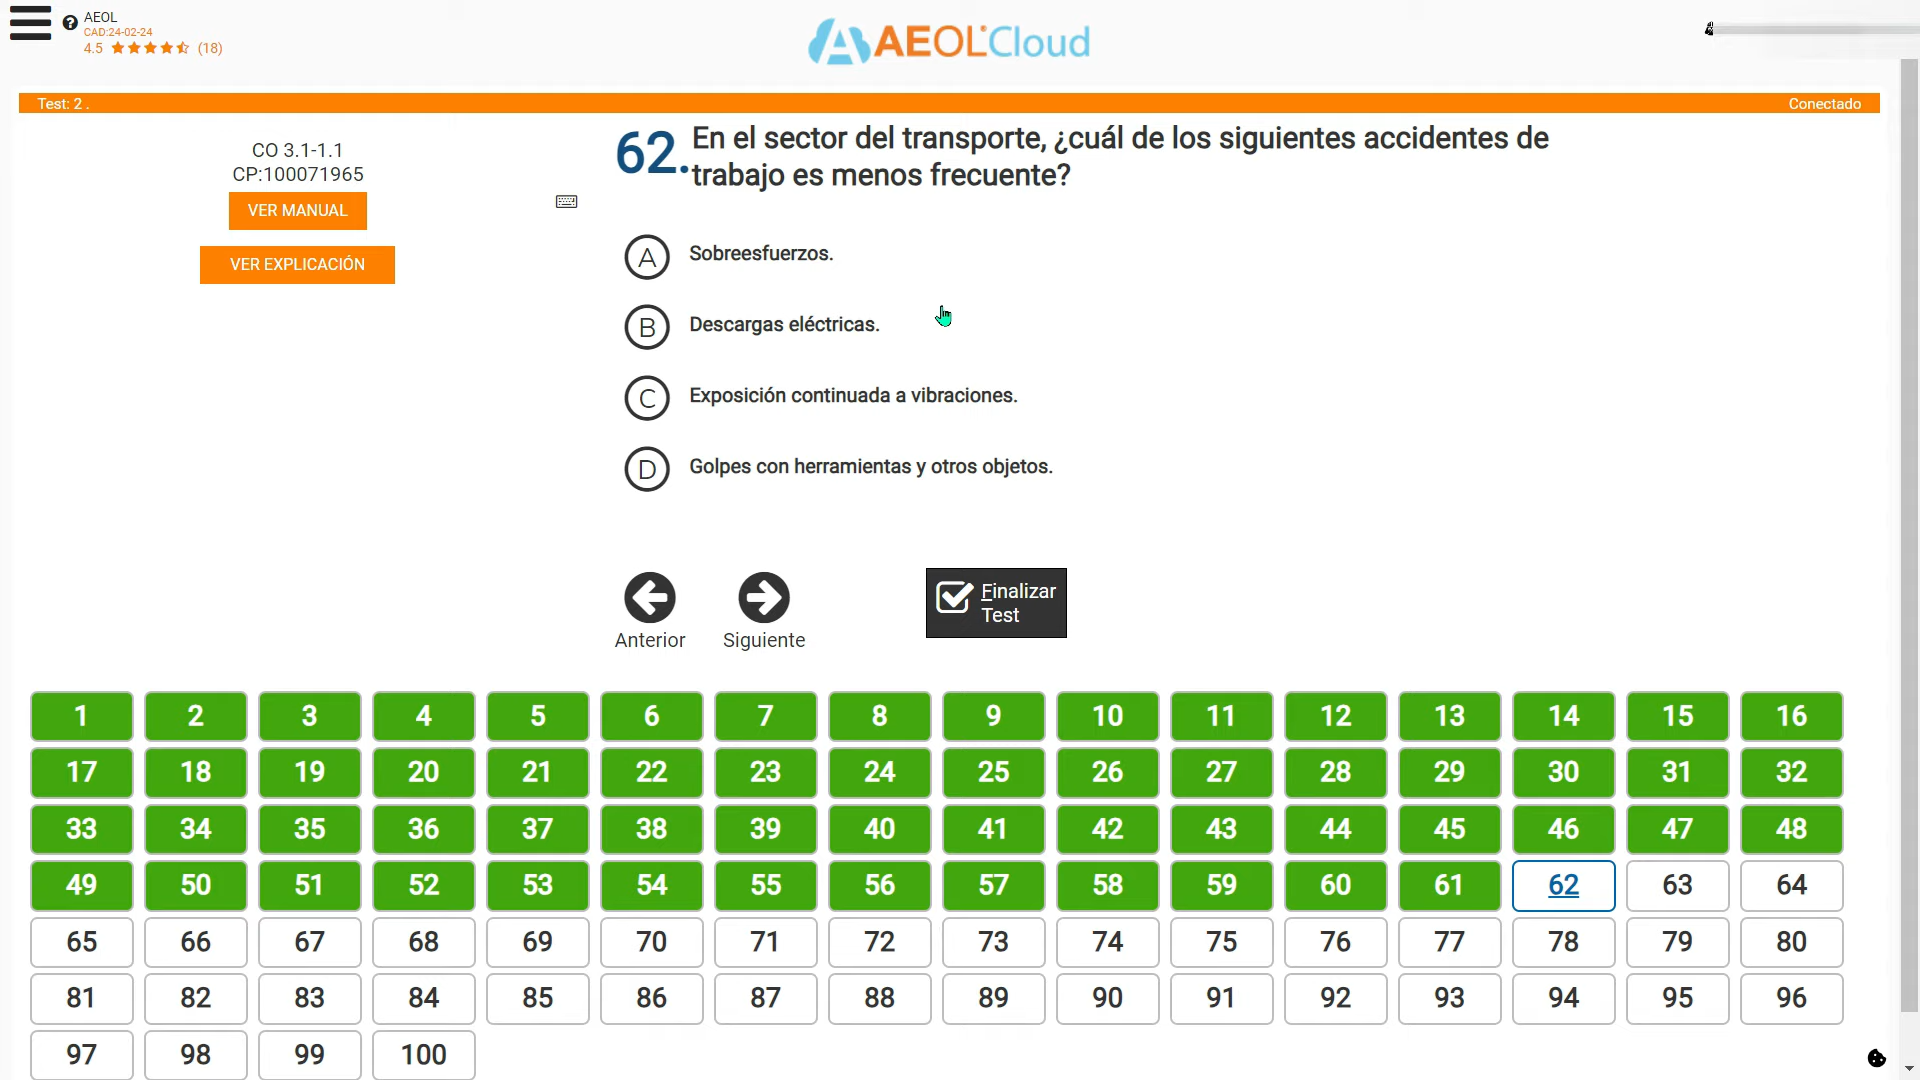 AEOL
CAD:24-02-24
4.5 (18)
AEOL Cloud
Test: 2 .
Conectado
CO 3.1-1.1
CP:100071965
VER MANUAL
VER EXPLICACIÓN
62. En el sector del transporte, ¿cuál de los siguientes accidentes de
trabajo es menos frecuente?
A Sobreesfuerzos.
B Descargas eléctricas.
C Exposición continuada a vibraciones.
D Golpes con herramientas y otros objetos.
Anterior
Siguiente
Finalizar
Test
1 2 3 4 5 6 7 8 9 10 11 12 13 14 15 16
17 18 19 20 21 22 23 24 25 26 27 28 29 30 31 32
33 34 35 36 37 38 39 40 41 42 43 44 45 46 47 48
49 50 51 52 53 54 55 56 57 58 59 60 61 62 63 64
65 66 67 68 69 70 71 72 73 74 75 76 77 78 79 80
81 82 83 84 85 86 87 88 89 90 91 92 93 94 95 96
97 98 99 100